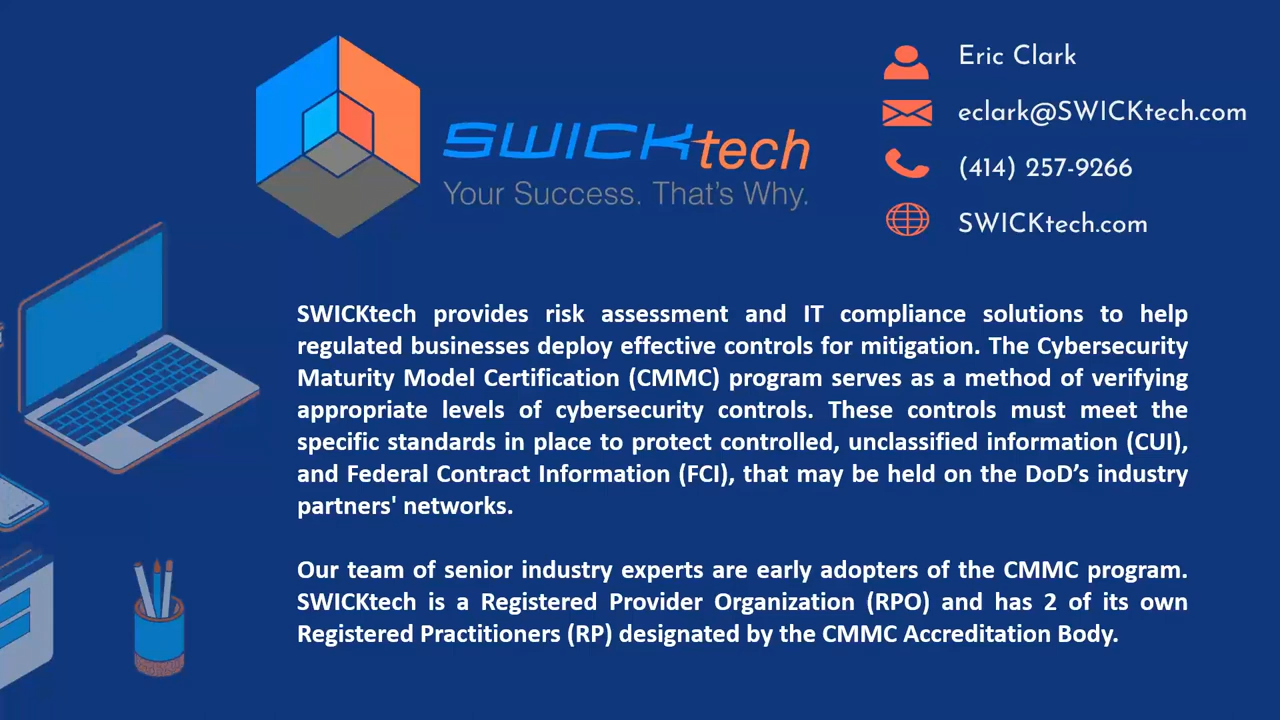 SWICKtech
Your Success. That's Why.
Eric Clark
eclark@SWICKtech.com
(414) 257-9266
SWICKtech.com
SWICKtech provides risk assessment and IT compliance solutions to help
regulated businesses deploy effective controls for mitigation. The Cybersecurity
Maturity Model Certification (CMMC) program serves as a method of verifying
appropriate levels of cybersecurity controls. These controls must meet the
specific standards in place to protect controlled, unclassified information (CUI),
and Federal Contract Information (FCI), that may be held on the DoD’s industry
partners' networks.
Our team of senior industry experts are early adopters of the CMMC program.
SWICKtech is a Registered Provider Organization (RPO) and has 2 of its own
Registered Practitioners (RP) designated by the CMMC Accreditation Body.